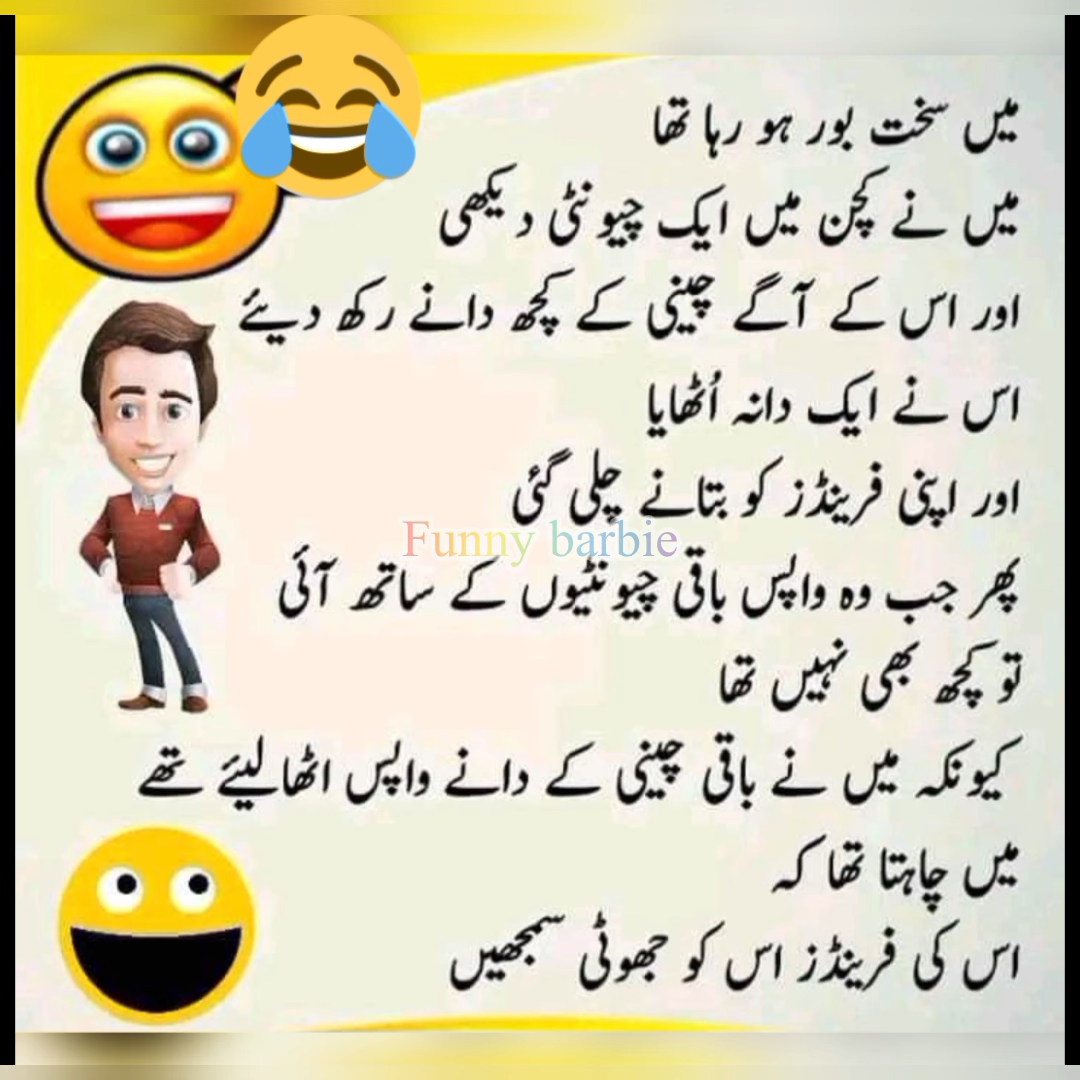 میں سخت بور ہو رہا تھا
میں نے کچن میں ایک چیونٹی دیکھی
اور اس کے آگے چینی کے کچھ دانے رکھ دیئے
اس نے ایک دانہ اُٹھایا
اور اپنی فرینڈز کو بتانے چلی گئی
Funny barbie
پھر جب وہ واپس باقی چیونٹیوں کے ساتھ آئی
تو کچھ بھی نہیں تھا
کیونکہ میں نے باقی چینی کے دانے واپس اٹھا لیئے تھے
میں چاہتا تھا کہ
اس کی فرینڈز اس کو جھوٹی سمجھیں